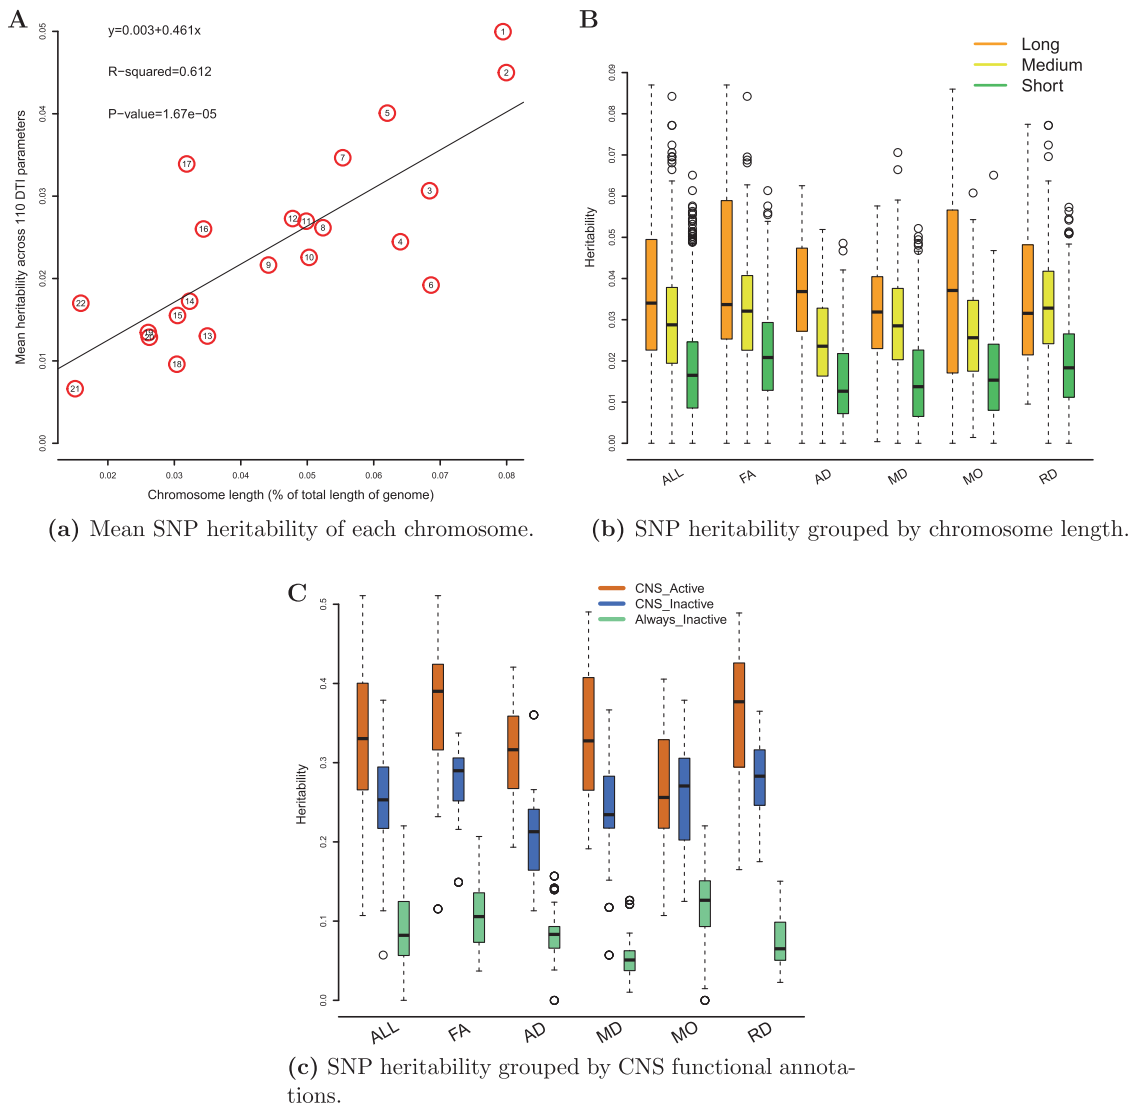 A
y=0.003+0.461x
R−squared=0.612
P−value=1.67e−05
Mean heritability across 110 DTI parameters
0.05
0.04
0.03
0.02
0.01
0.00
1
2
5
7
17
3
12
11
16
8
4
10
9
6
22
14
15
19
20
13
18
21
0.02 0.03 0.04 0.05 0.06 0.07 0.08
Chromosome length (% of total length of genome)
(a) Mean SNP heritability of each chromosome.
B
Long
Medium
Short
Heritability
0.09
0.08
0.07
0.06
0.05
0.04
0.03
0.02
0.01
0.00
ALL FA AD MD MO RD
(b) SNP heritability grouped by chromosome length.
C
CNS_Active
CNS_Inactive
Always_Inactive
Heritability
0.5
0.4
0.3
0.2
0.1
0.0
ALL FA AD MD MO RD
(c) SNP heritability grouped by CNS functional annota-
tions.